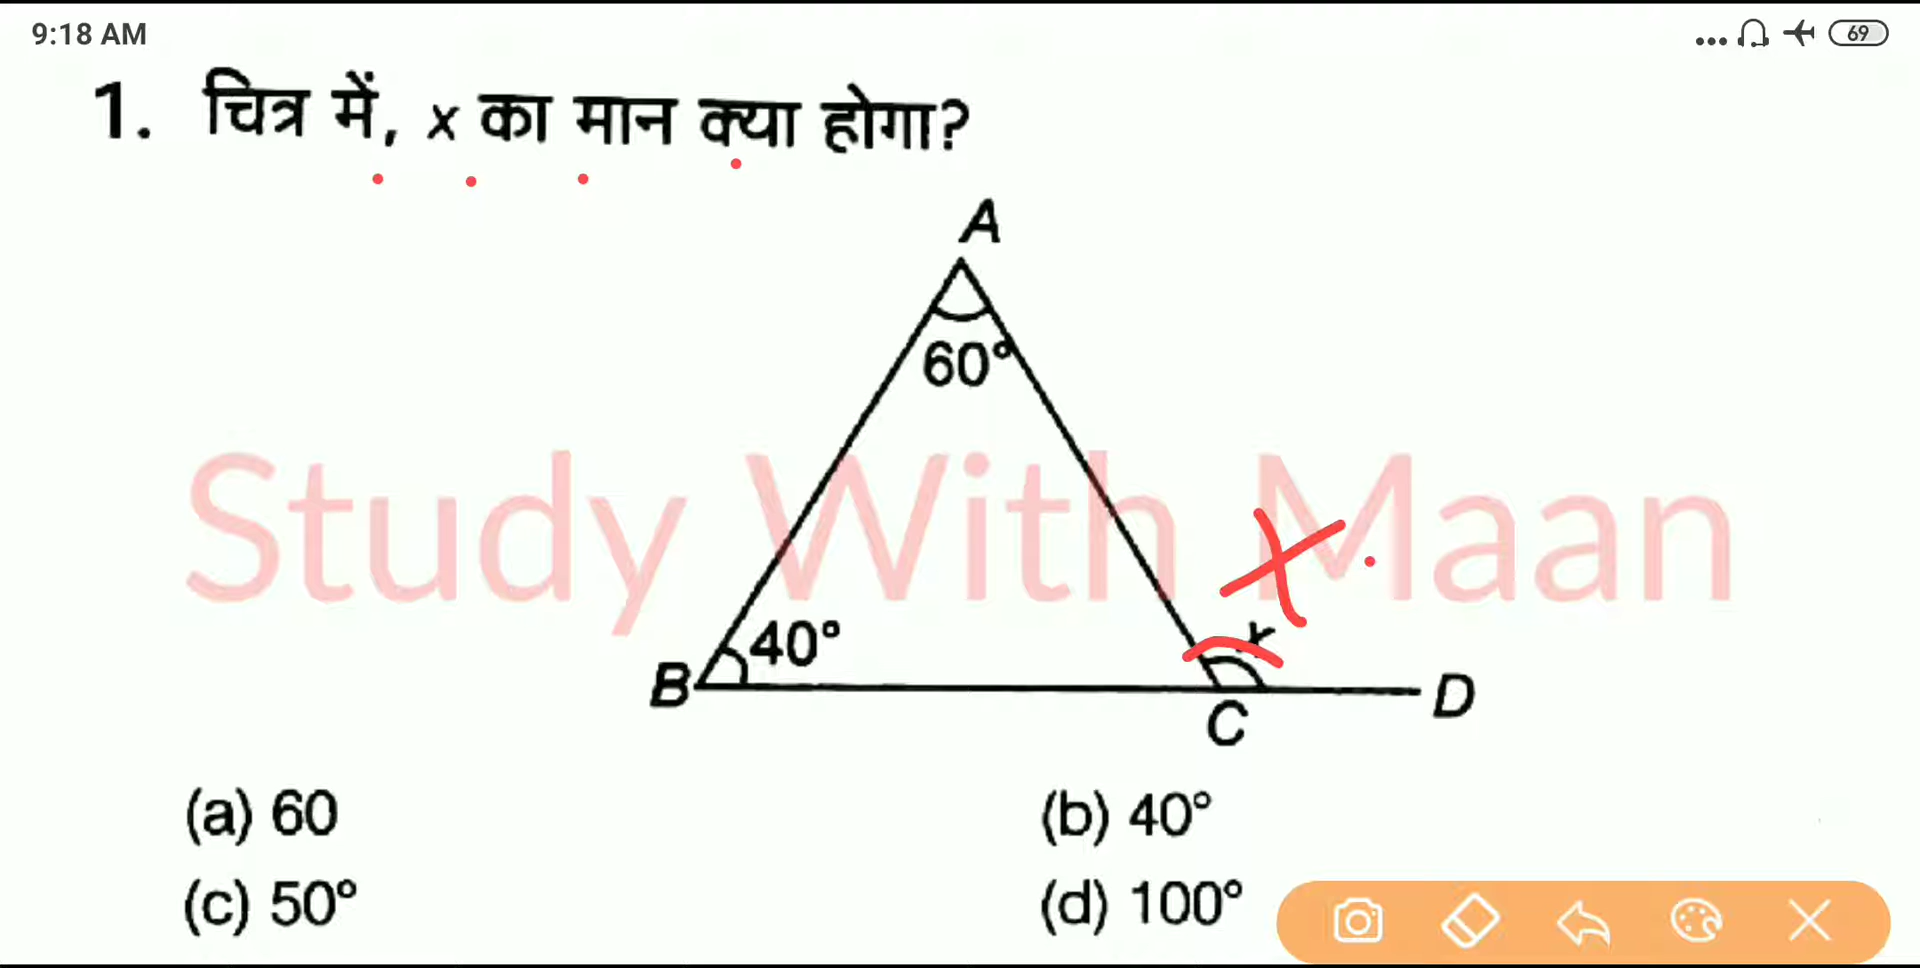 9:18 AM
69
1. चित्र में, x का मान क्या होगा?
A
60°
Study With Maan
X
x
40°
B
C
D
(a) 60
(b) 40°
(c) 50°
(d) 100°